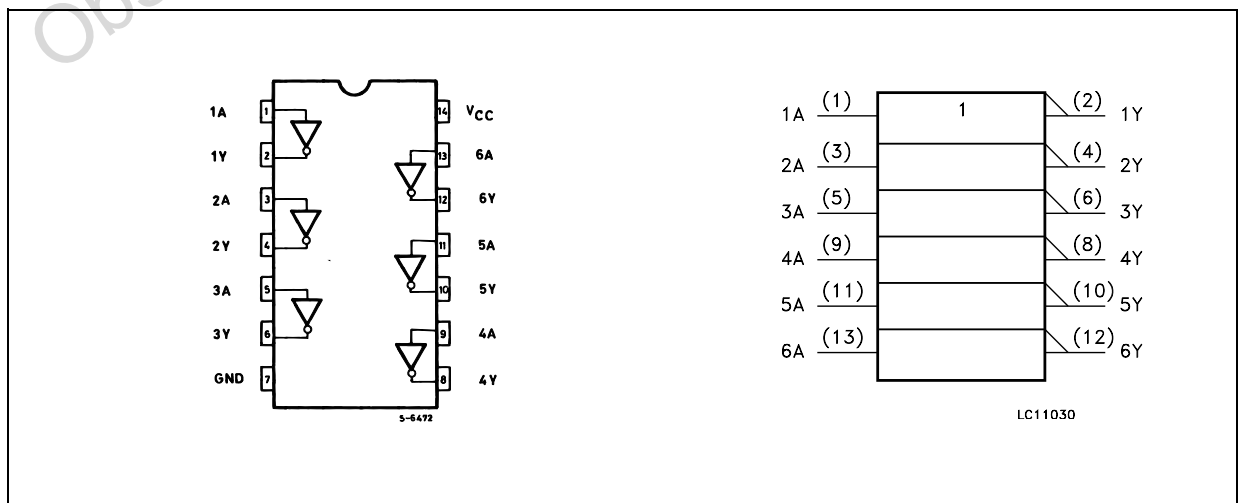 Obs
1A 1 14 VCC
1Y 2 13 6A
2A 3 12 6Y
2Y 4 11 5A
3A 5 10 5Y
3Y 6 9 4A
GND 7 8 4Y
S-6472
1A (1) 1 (2) 1Y
2A (3) (4) 2Y
3A (5) (6) 3Y
4A (9) (8) 4Y
5A (11) (10) 5Y
6A (13) (12) 6Y
LC11030